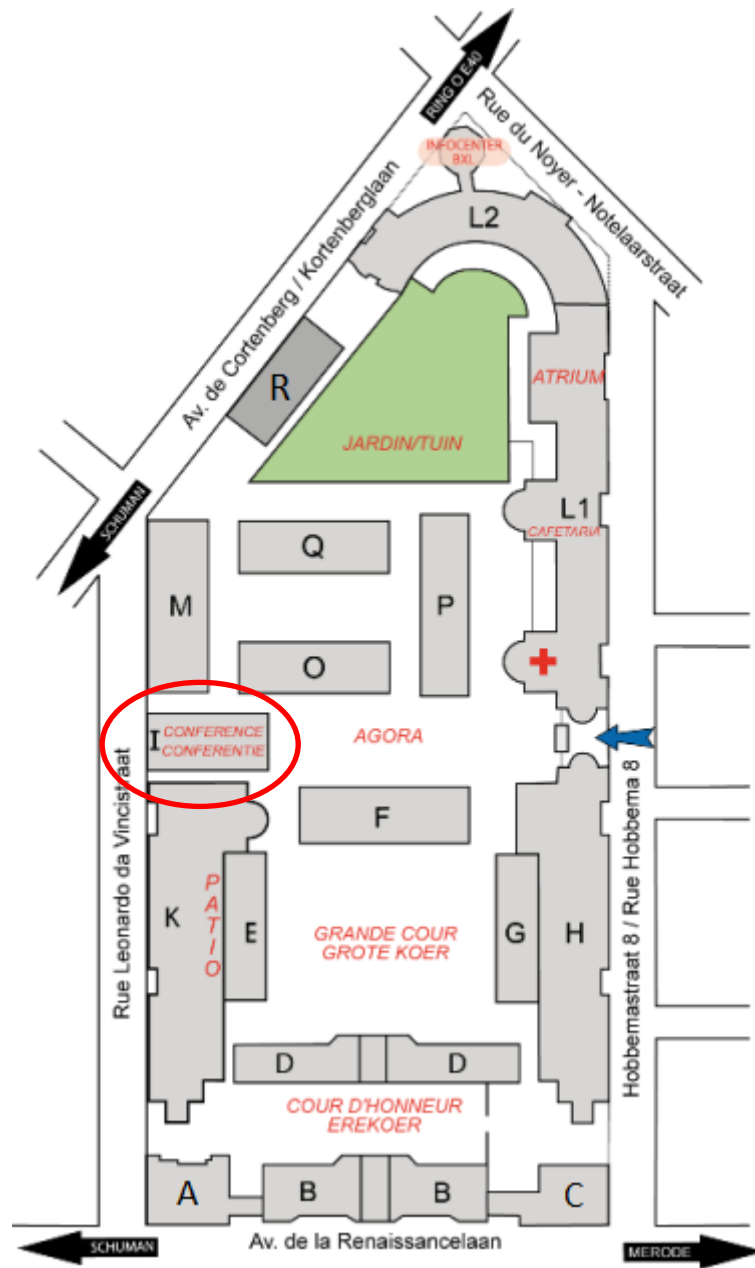 RING O E40
Rue du Noyer - Notelaarstraat
INFOCENTER
BXL
L2
Av. de Cortenberg / Kortenberglaan
R
ATRIUM
JARDIN/TUIN
SCHUMAN
L1
CAFETARIA
Q
M
P
O
I
CONFERENCE
CONFERENTIE
AGORA
F
Rue Leonardo da Vincistraat
K
PATIO
E
GRANDE COUR
GROTE KOER
G
H
Hobbemastraat 8 / Rue Hobbema 8
D
D
COUR D'HONNEUR
EREKOER
A
B
B
C
SCHUMAN
Av. de la Renaissancelaan
MERODE